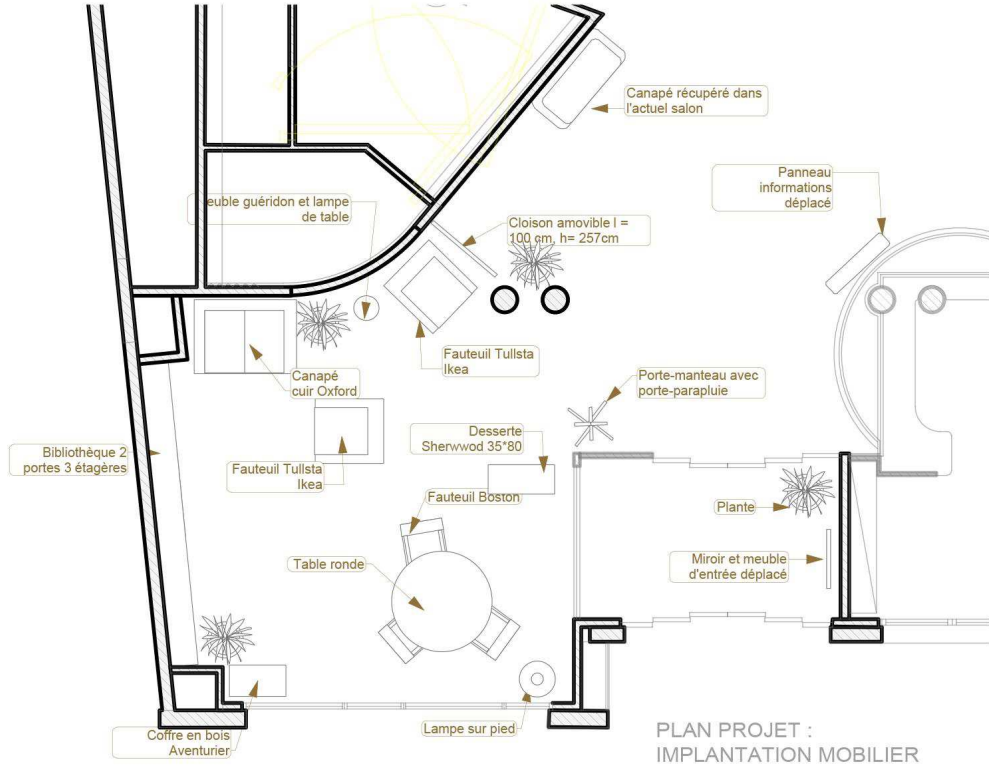 Canapé récupéré dans
l'actuel salon
Panneau
informations
déplacé
euble guéridon et lampe
de table
Cloison amovible l =
100 cm, h= 257cm
Fauteuil Tullsta
Ikea
Canapé
cuir Oxford
Porte-manteau avec
porte-parapluie
Desserte
Sherwwod 35*80
Bibliothèque 2
portes 3 étagères
Fauteuil Tullsta
Ikea
Fauteuil Boston
Plante
Table ronde
Miroir et meuble
d'entrée déplacé
Coffre en bois
Aventurier
Lampe sur pied
PLAN PROJET :
IMPLANTATION MOBILIER